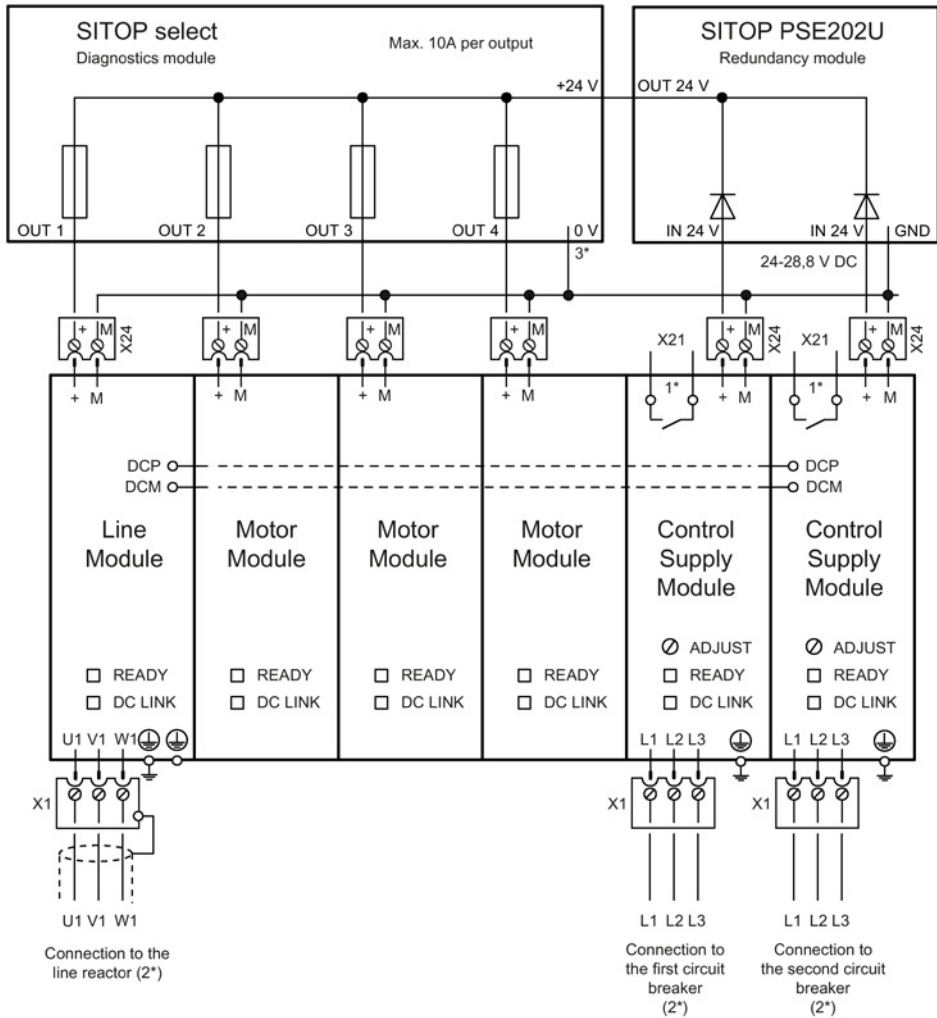 SITOP select
Diagnostics module
Max. 10A per output
SITOP PSE202U
Redundancy module
+24 V
OUT 24 V
OUT 1
OUT 2
OUT 3
OUT 4
0 V
3*
IN 24 V
IN 24 V
GND
24-28,8 V DC
+ M
X24
+ M
+ M
+ M
X21
1*
+ M
X24
X21
1*
+ M
X24
+ M
+ M
+ M
+ M
+ M
+ M
DCP
DCM
DCP
DCM
Line
Module
Motor
Module
Motor
Module
Motor
Module
Control
Supply
Module
Control
Supply
Module
ADJUST
ADJUST
READY
READY
READY
READY
READY
READY
DC LINK
DC LINK
DC LINK
DC LINK
DC LINK
DC LINK
U1 V1 W1
L1 L2 L3
L1 L2 L3
X1
X1
X1
U1 V1 W1
L1 L2 L3
L1 L2 L3
Connection to the
line reactor (2*)
Connection to
the first circuit
breaker
(2*)
Connection to
the second circuit
breaker
(2*)